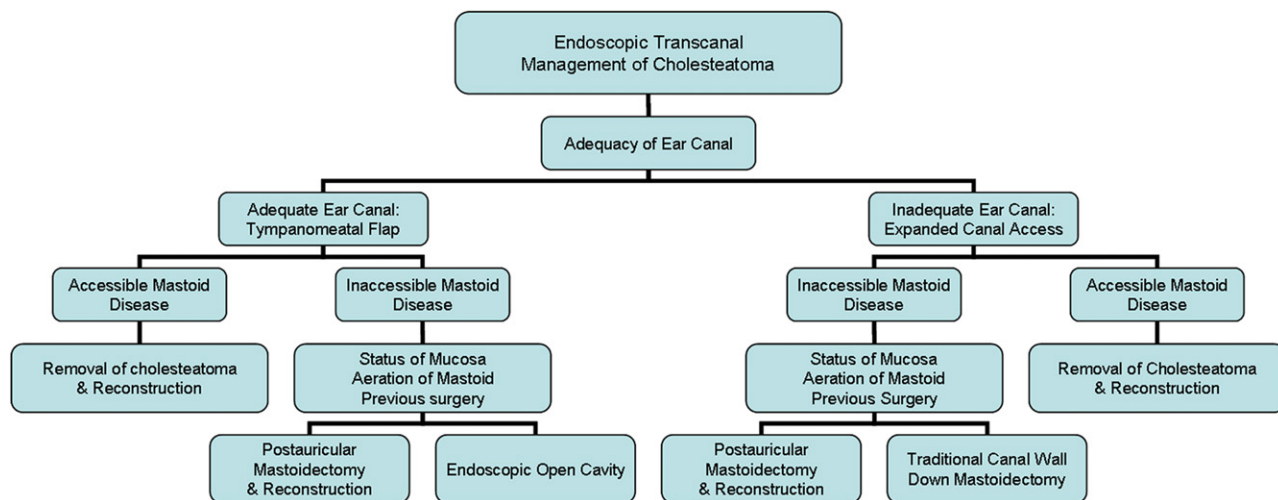 Endoscopic Transcanal
Management of Cholesteatoma
Adequacy of Ear Canal
Adequate Ear Canal:
Tympanomeatal Flap
Inadequate Ear Canal:
Expanded Canal Access
Accessible Mastoid
Disease
Inaccessible Mastoid
Disease
Inaccessible Mastoid
Disease
Accessible Mastoid
Disease
Removal of cholesteatoma
& Reconstruction
Status of Mucosa
Aeration of Mastoid
Previous surgery
Status of Mucosa
Aeration of Mastoid
Previous Surgery
Removal of Cholesteatoma
& Reconstruction
Postauricular
Mastoidectomy
& Reconstruction
Endoscopic Open Cavity
Postauricular
Mastoidectomy
& Reconstruction
Traditional Canal Wall
Down Mastoidectomy